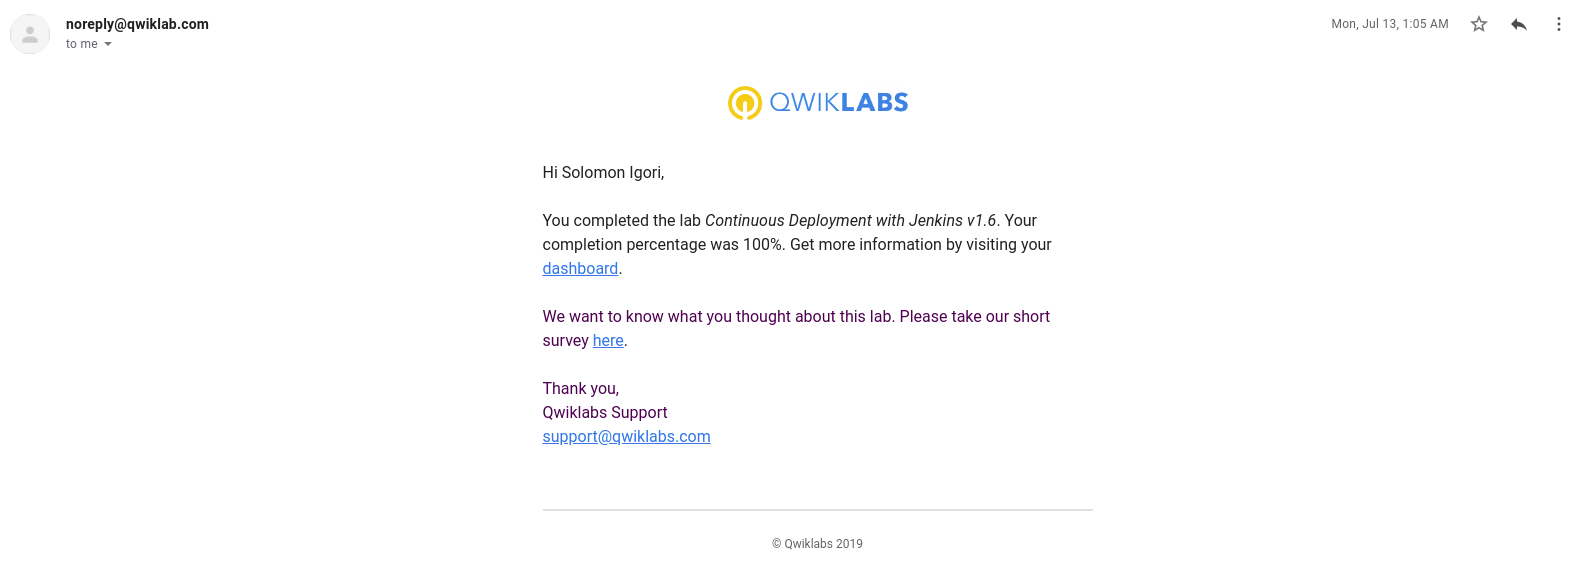 noreply@qwiklab.com
Mon, Jul 13, 1:05 AM
to me
QWIKLABS
Hi Solomon Igori,
You completed the lab Continuous Deployment with Jenkins v1.6. Your
completion percentage was 100%. Get more information by visiting your
dashboard.
We want to know what you thought about this lab. Please take our short
survey here.
Thank you,
Qwiklabs Support
support@qwiklabs.com
© Qwiklabs 2019